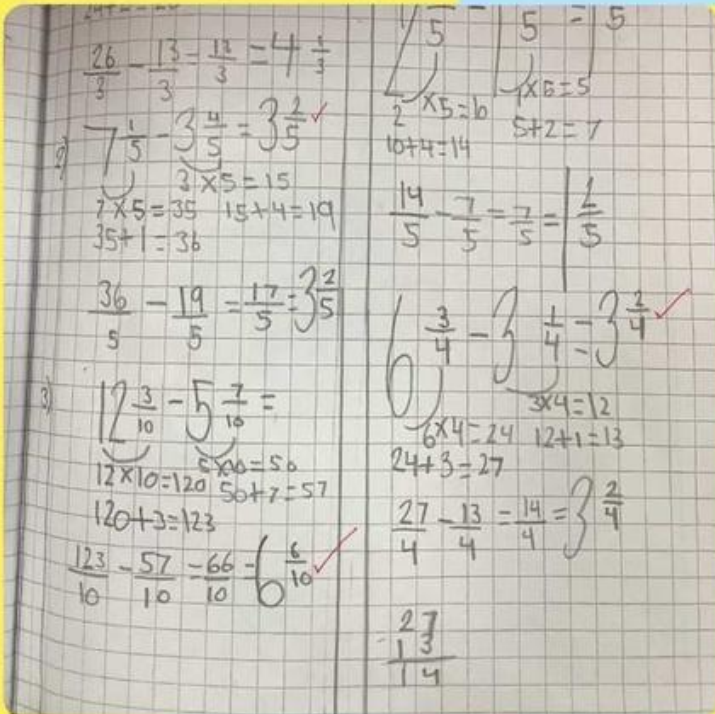 26/3 - 13/3 = 13/3 = 4 1/3
2) 7 1/5 - 3 4/5 = 3 2/5 ✓
3 × 5 = 15
7 × 5 = 35 15 + 4 = 19
35 + 1 = 36
36/5 - 19/5 = 17/5 = 3 2/5
3) 12 3/10 - 5 7/10 =
5 × 10 = 50
12 × 10 = 120 50 + 7 = 57
120 + 3 = 123
123/10 - 57/10 = 66/10 = 6 6/10 ✓
1 × 5 = 5
2 × 5 = 10
5 + 2 = 7
10 + 4 = 14
14/5 - 7/5 = 7/5 = 1 2/5
6 3/4 - 3 1/4 = 3 2/4 ✓
3 × 4 = 12
6 × 4 = 24 12 + 1 = 13
24 + 3 = 27
27/4 - 13/4 = 14/4 = 3 2/4
27
- 13
14